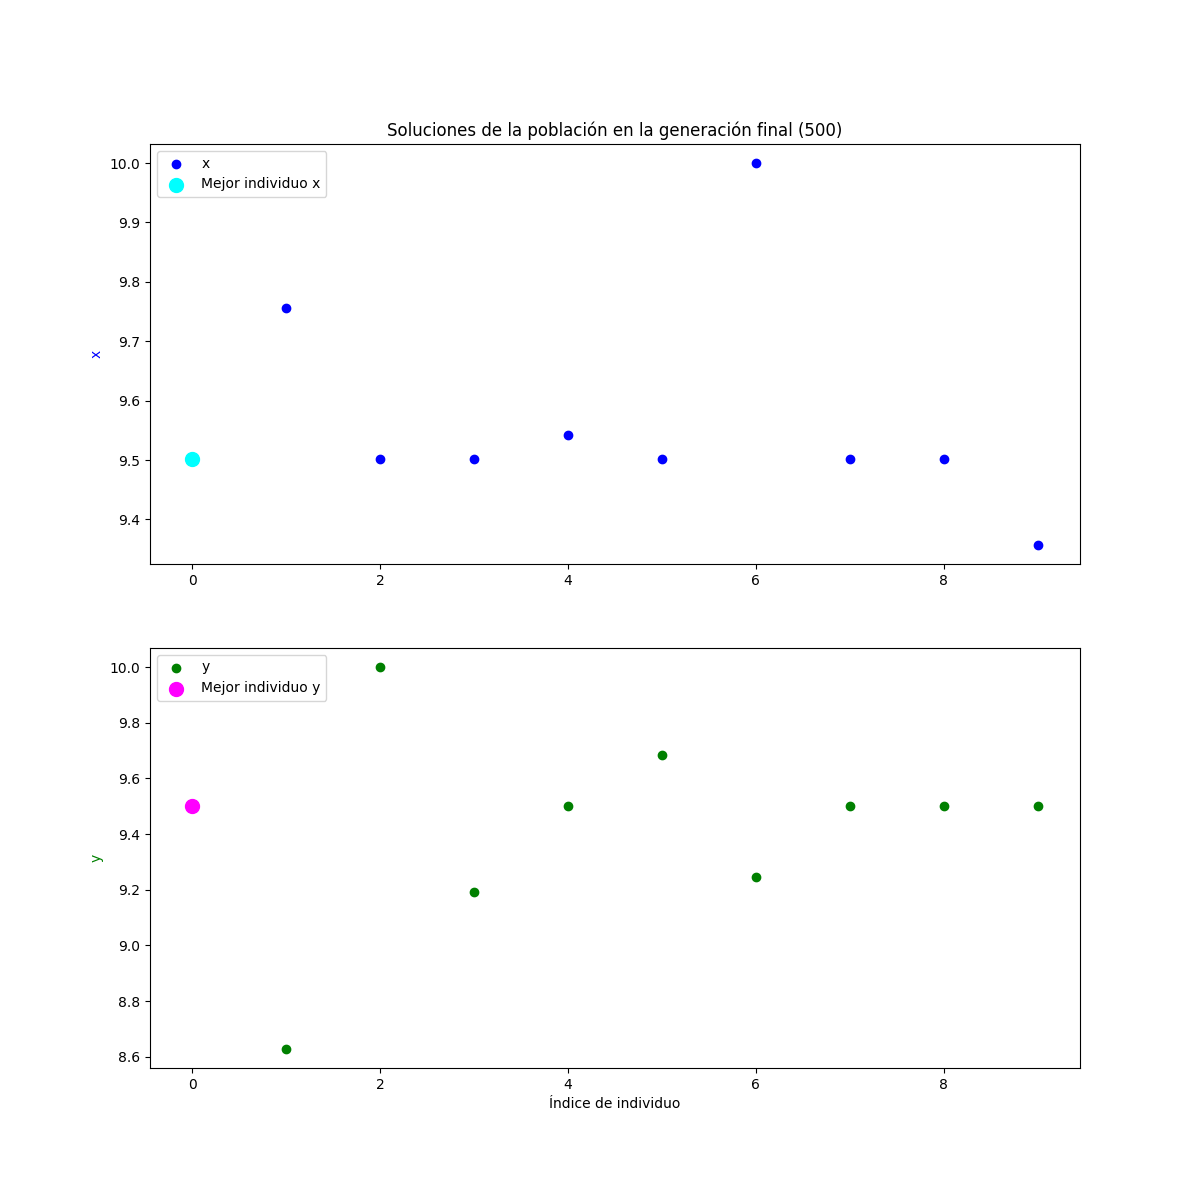 Soluciones de la población en la generación final (500)
x
Mejor individuo x
10.0
9.9
9.8
9.7
9.6
9.5
9.4
x
0 2 4 6 8
y
Mejor individuo y
10.0
9.8
9.6
9.4
9.2
9.0
8.8
8.6
y
0 2 4 6 8
Índice de individuo